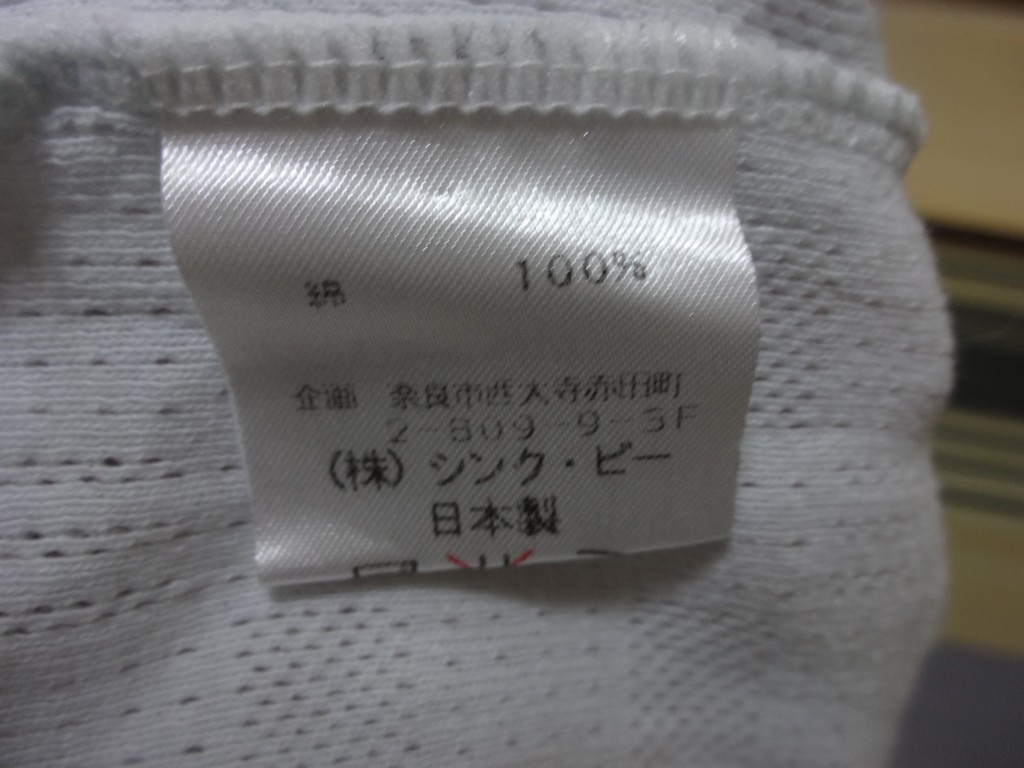 綿 100%
企画 奈良市西大寺赤田町
2-809-9-3F
(株) シンク・ビー
日本製